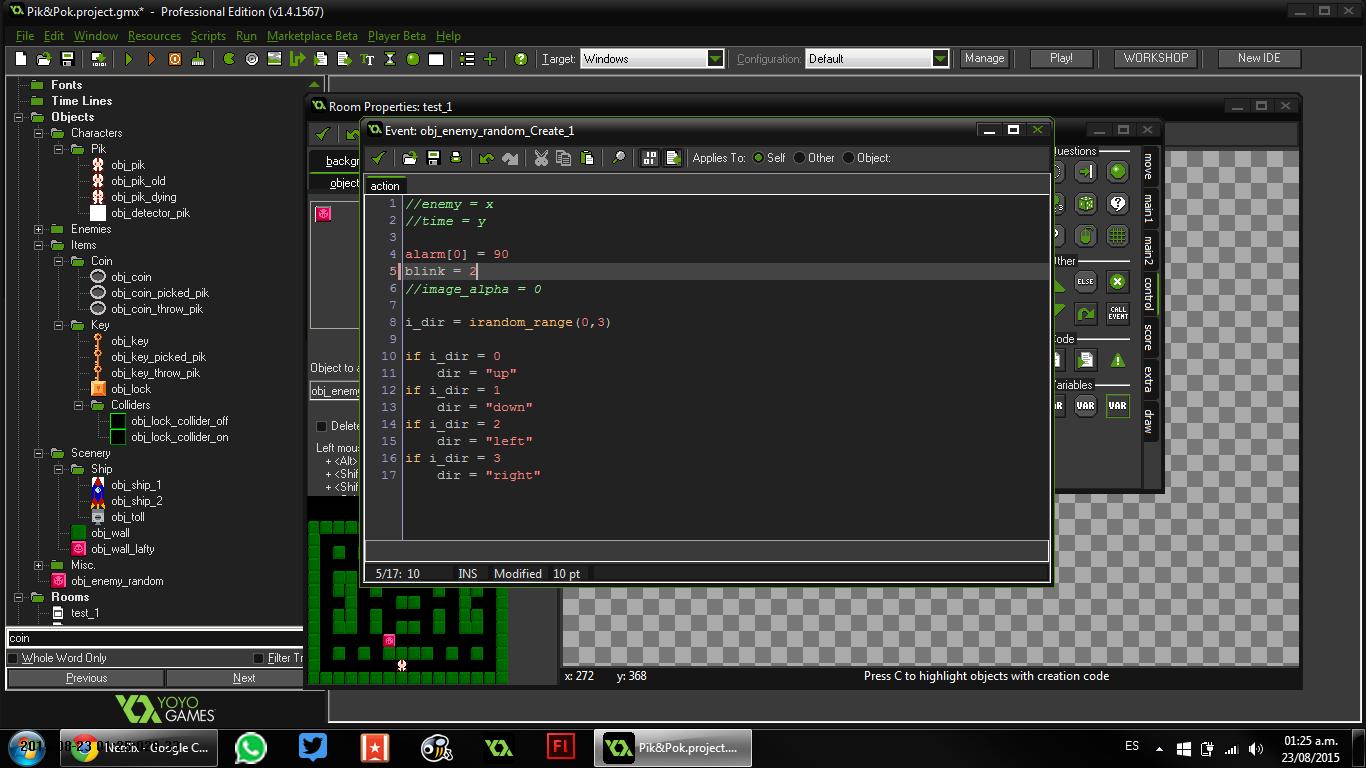 Pik&Pok.project.gmx* - Professional Edition (v1.4.1567)
File Edit Window Resources Scripts Run Marketplace Beta Player Beta Help
Target: Windows Configuration: Default Manage Play! WORKSHOP New IDE
Fonts
Time Lines
Objects
Characters
Pik
obj_pik
obj_pik_old
obj_pik_dying
obj_detector_pik
Enemies
Items
Coin
obj_coin
obj_coin_picked_pik
obj_coin_throw_pik
Key
obj_key
obj_key_picked_pik
obj_key_throw_pik
obj_lock
Colliders
obj_lock_collider_off
obj_lock_collider_on
Scenery
Ship
obj_ship_1
obj_ship_2
obj_toll
obj_wall
obj_wall_lafty
Misc.
obj_enemy_random
Rooms
test_1
coin
Whole Word Only Filter Tr
Previous Next
YOYO
GAMES
Room Properties: test_1
backgr
object
Object to a
obj_enemy
Delete
Left mous
+ <Alt>
+ <Shif
+ <Shif
Event: obj_enemy_random_Create_1
Applies To: Self Other Object:
action
1 //enemy = x
2 //time = y
3
4 alarm[0] = 90
5 blink = 2
6 //image_alpha = 0
7
8 i_dir = irandom_range(0,3)
9
10 if i_dir = 0
11 dir = "up"
12 if i_dir = 1
13 dir = "down"
14 if i_dir = 2
15 dir = "left"
16 if i_dir = 3
17 dir = "right"
5/17: 10 INS Modified 10 pt
uestions
ther
ELSE
CALL
EVENT
ode
ariables
AR VAR VAR
move
main1
main2
control
score
extra
draw
x: 272 y: 368 Press C to highlight objects with creation code
- Google C...
Fl
Pik&Pok.project....
ES
01:25 a.m.
23/08/2015